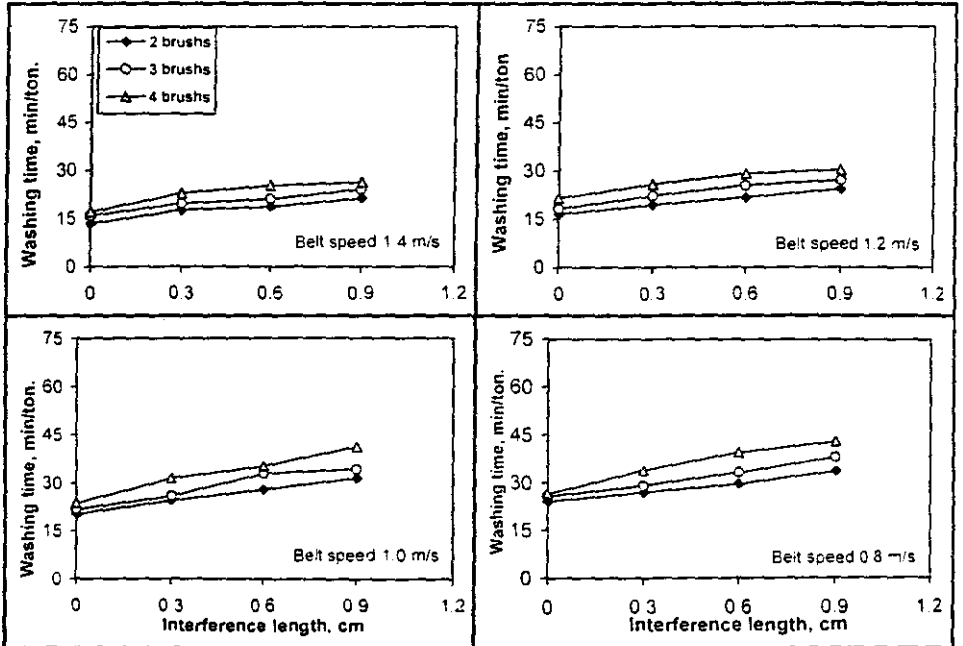 Washing time, min/ton.
75
60
45
30
15
0
2 brushs
3 brushs
4 brushs
Belt speed 1.4 m/s
0 0.3 0.6 0.9 1.2
Washing time, min/ton
75
60
45
30
15
0
Belt speed 1.2 m/s
0 0.3 0.6 0.9 1.2
Washing time, min/ton.
75
60
45
30
15
0
Belt speed 1.0 m/s
0 0.3 0.6 0.9 1.2
Interference length, cm
Washing time, min/ton.
75
60
45
30
15
0
Belt speed 0.8 m/s
0 0.3 0.6 0.9 1.2
Interference length, cm